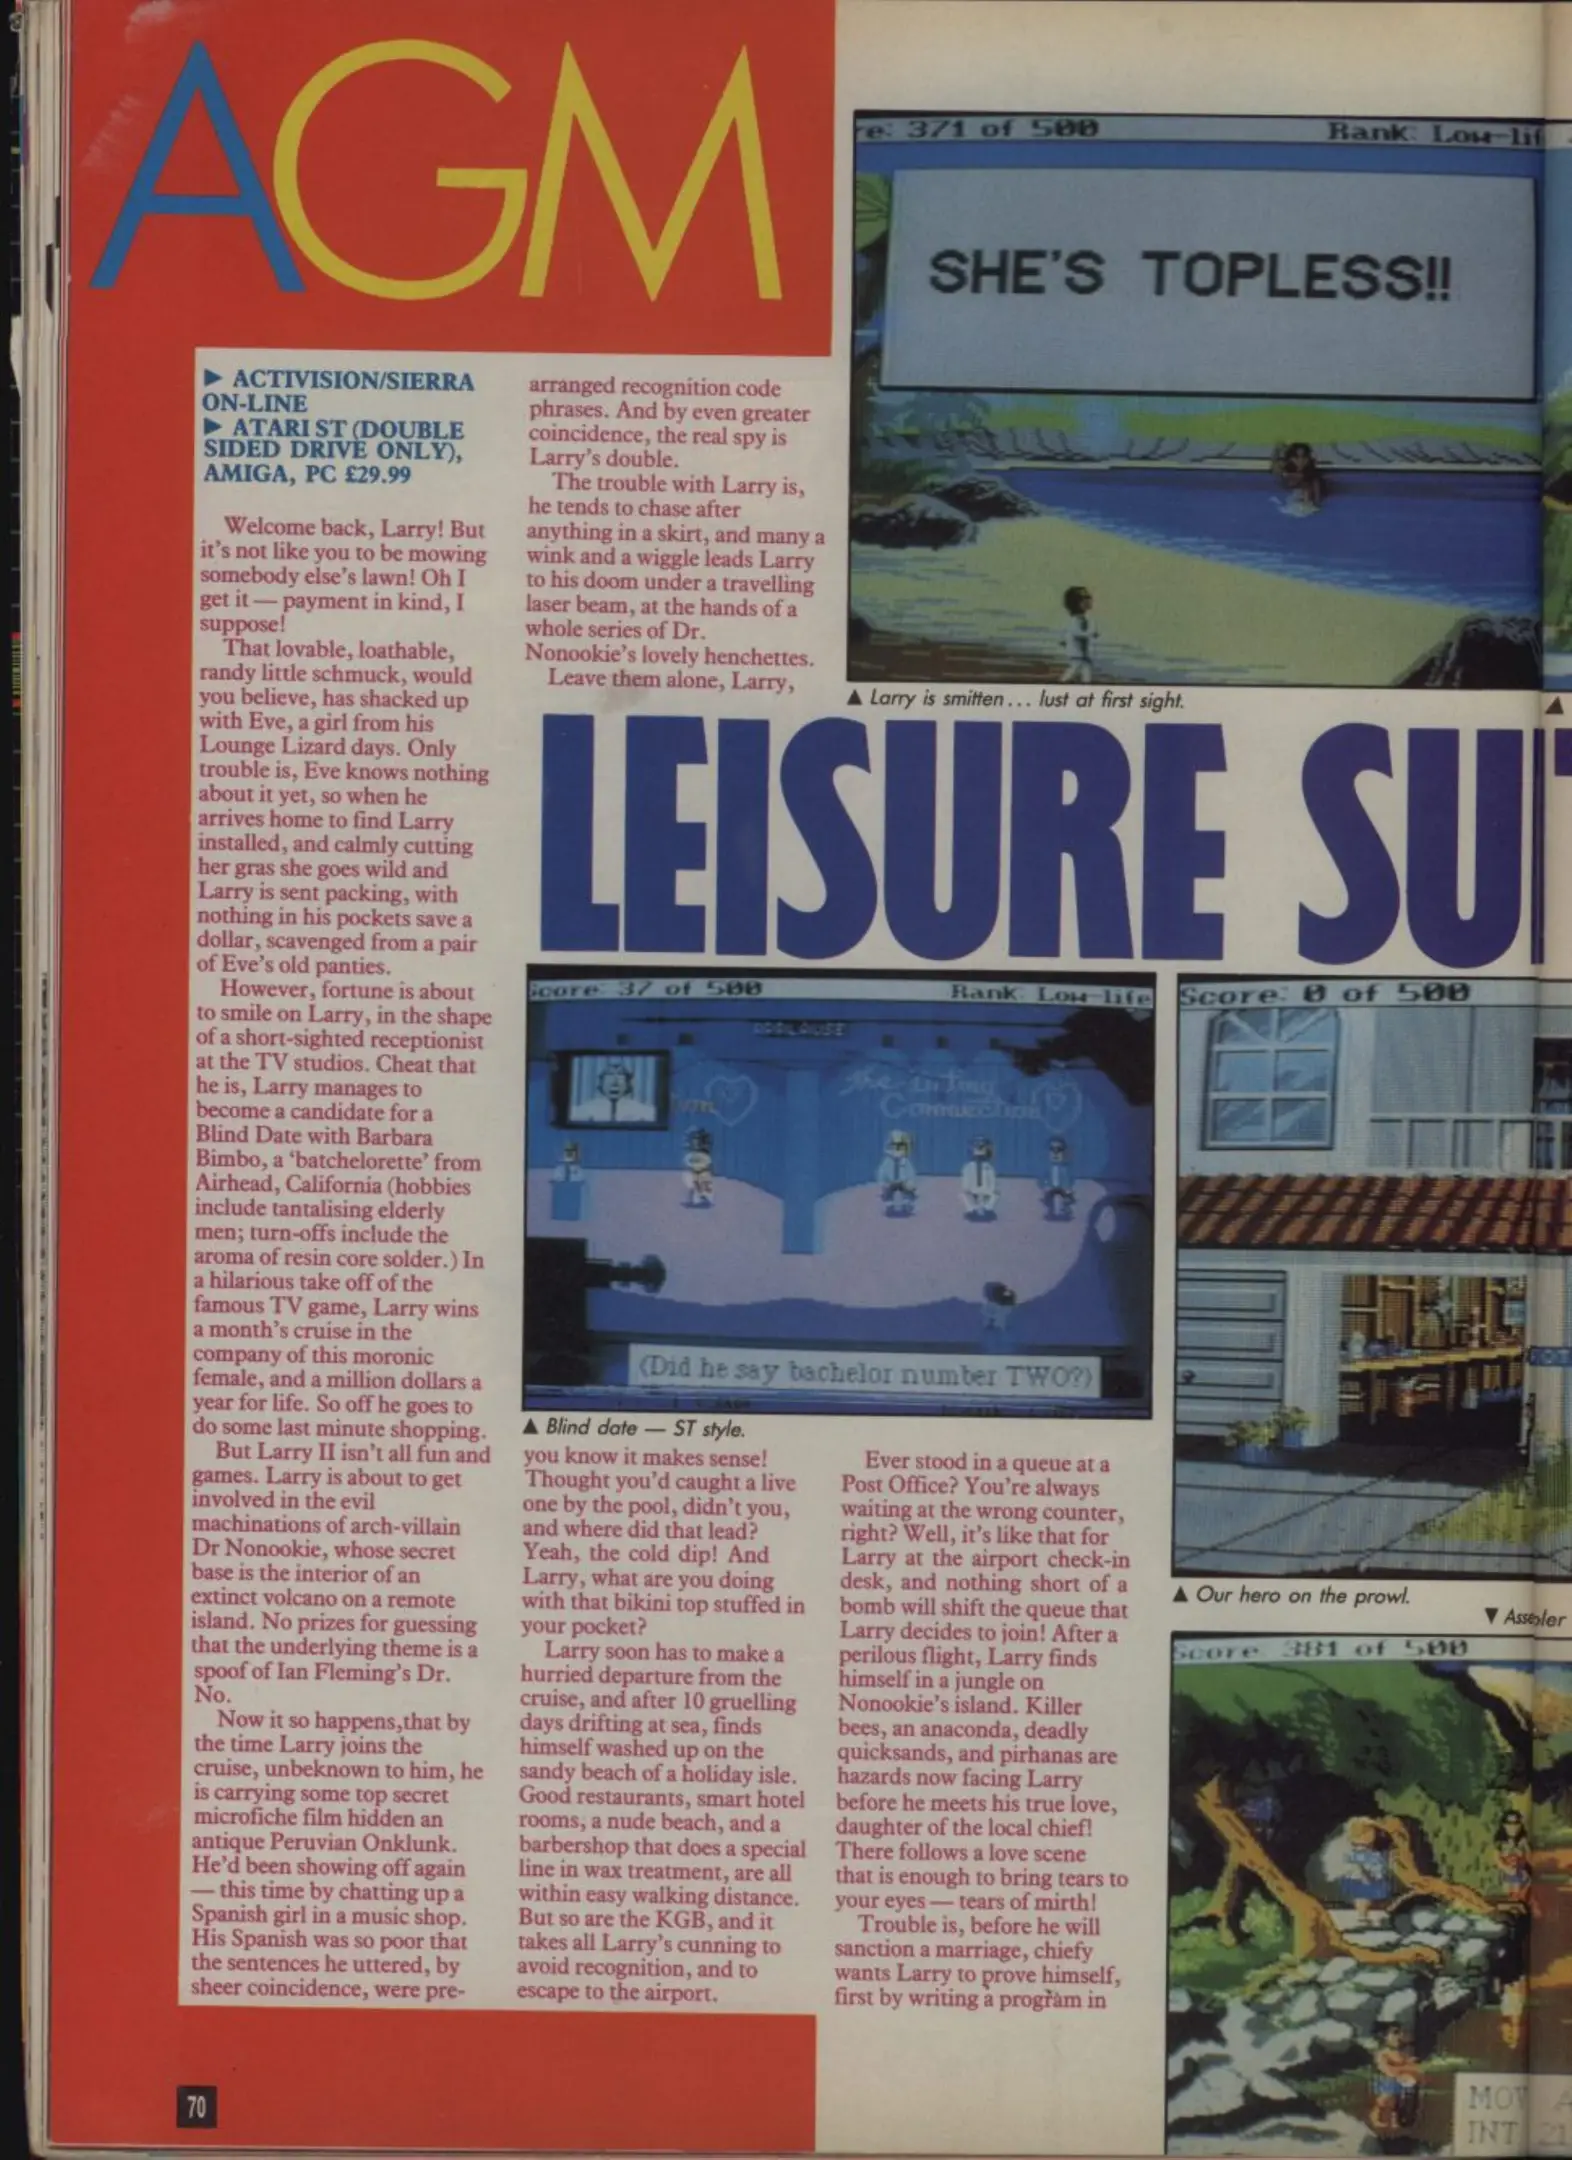 AGM
▶ ACTIVISION/SIERRA
ON-LINE
▶ ATARI ST (DOUBLE
SIDED DRIVE ONLY),
AMIGA, PC £29.99
Welcome back, Larry! But
it's not like you to be mowing
somebody else's lawn! Oh I
get it — payment in kind, I
suppose!
That lovable, loathable,
randy little schmuck, would
you believe, has shacked up
with Eve, a girl from his
Lounge Lizard days. Only
trouble is, Eve knows nothing
about it yet, so when he
arrives home to find Larry
installed, and calmly cutting
her gras she goes wild and
Larry is sent packing, with
nothing in his pockets save a
dollar, scavenged from a pair
of Eve's old panties.
However, fortune is about
to smile on Larry, in the shape
of a short-sighted receptionist
at the TV studios. Cheat that
he is, Larry manages to
become a candidate for a
Blind Date with Barbara
Bimbo, a 'batchelorette' from
Airhead, California (hobbies
include tantalising elderly
men; turn-offs include the
aroma of resin core solder.) In
a hilarious take off of the
famous TV game, Larry wins
a month's cruise in the
company of this moronic
female, and a million dollars a
year for life. So off he goes to
do some last minute shopping.
But Larry II isn't all fun and
games. Larry is about to get
involved in the evil
machinations of arch-villain
Dr Nonookie, whose secret
base is the interior of an
extinct volcano on a remote
island. No prizes for guessing
that the underlying theme is a
spoof of Ian Fleming's Dr.
No.
Now it so happens,that by
the time Larry joins the
cruise, unbeknown to him, he
is carrying some top secret
microfiche film hidden an
antique Peruvian Onklunk.
He'd been showing off again
— this time by chatting up a
Spanish girl in a music shop.
His Spanish was so poor that
the sentences he uttered, by
sheer coincidence, were pre-
arranged recognition code
phrases. And by even greater
coincidence, the real spy is
Larry's double.
The trouble with Larry is,
he tends to chase after
anything in a skirt, and many a
wink and a wiggle leads Larry
to his doom under a travelling
laser beam, at the hands of a
whole series of Dr.
Nonookie's lovely henchettes.
Leave them alone, Larry,
re: 371 of 500 Rank: Low-lif
SHE'S TOPLESS!!
▲ Larry is smitten... lust at first sight.
LEISURE SUI
Score: 37 of 500 Rank: Low-life
Connection
(Did he say bachelor number TWO?)
▲ Blind date — ST style.
you know it makes sense!
Thought you'd caught a live
one by the pool, didn't you,
and where did that lead?
Yeah, the cold dip! And
Larry, what are you doing
with that bikini top stuffed in
your pocket?
Larry soon has to make a
hurried departure from the
cruise, and after 10 gruelling
days drifting at sea, finds
himself washed up on the
sandy beach of a holiday isle.
Good restaurants, smart hotel
rooms, a nude beach, and a
barbershop that does a special
line in wax treatment, are all
within easy walking distance.
But so are the KGB, and it
takes all Larry's cunning to
avoid recognition, and to
escape to the airport.
Ever stood in a queue at a
Post Office? You're always
waiting at the wrong counter,
right? Well, it's like that for
Larry at the airport check-in
desk, and nothing short of a
bomb will shift the queue that
Larry decides to join! After a
perilous flight, Larry finds
himself in a jungle on
Nonookie's island. Killer
bees, an anaconda, deadly
quicksands, and pirhanas are
hazards now facing Larry
before he meets his true love,
daughter of the local chief!
There follows a love scene
that is enough to bring tears to
your eyes — tears of mirth!
Trouble is, before he will
sanction a marriage, chiefy
wants Larry to prove himself,
first by writing a program in
Score: 0 of 500
▲ Our hero on the prowl.
▼
Score: 381 of 500
MOV A
INT 21
70